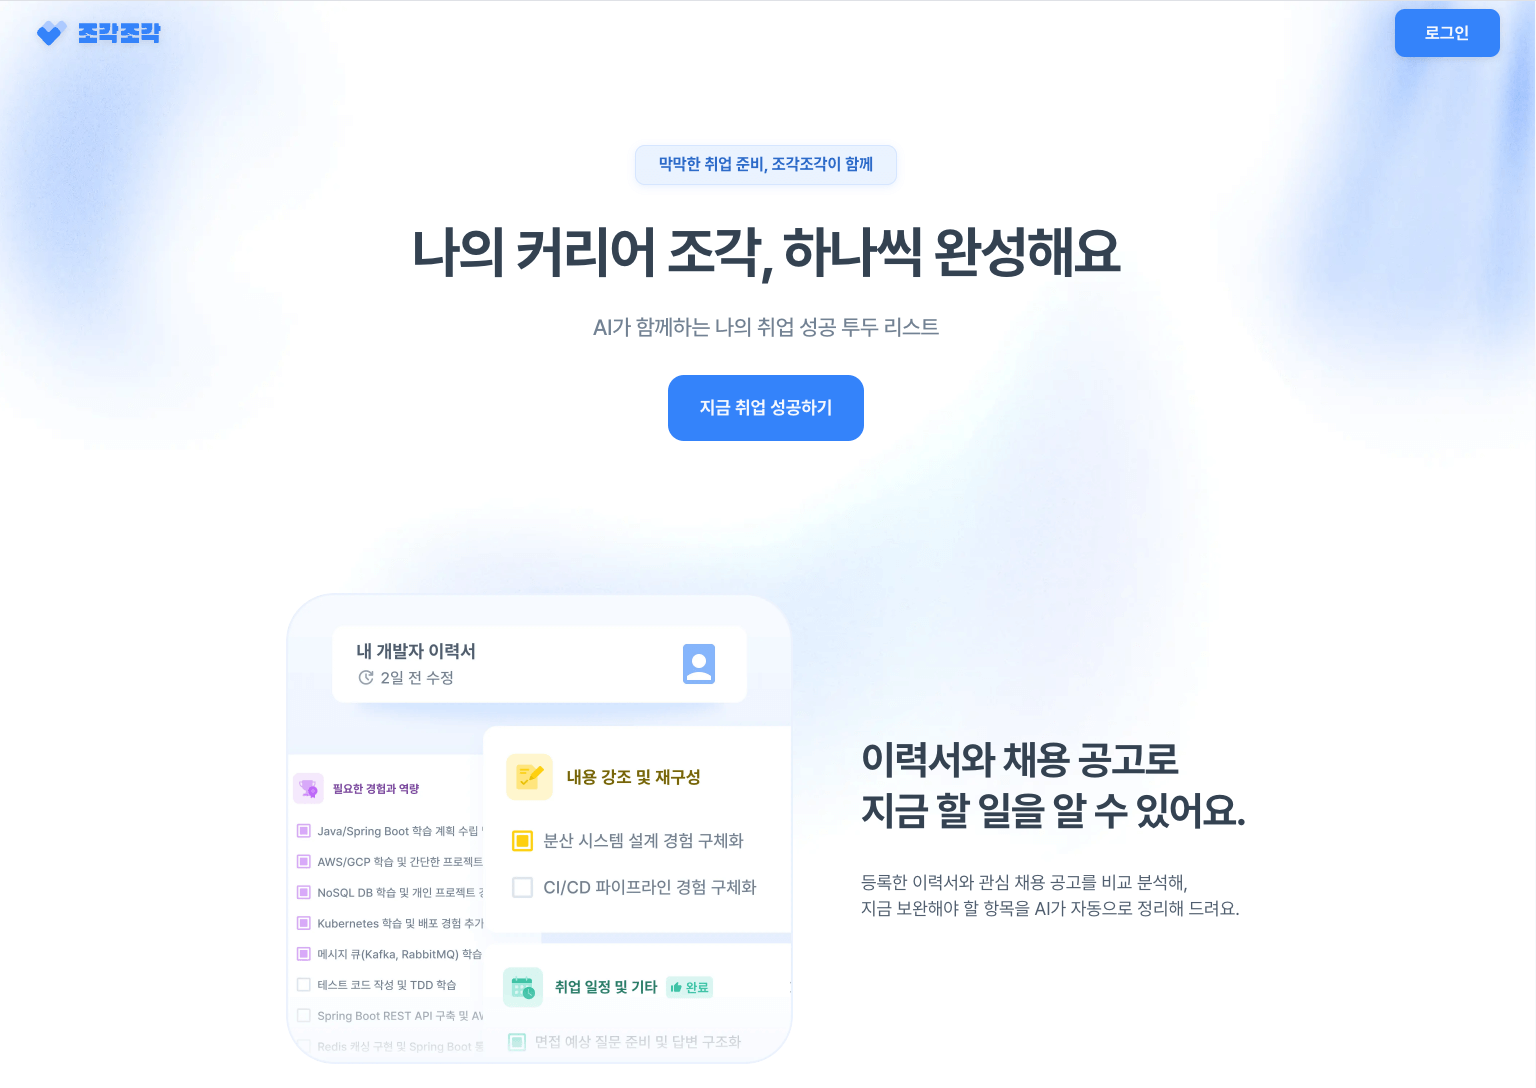 조각조각
로그인
막막한 취업 준비, 조각조각이 함께
나의 커리어 조각, 하나씩 완성해요
AI가 함께하는 나의 취업 성공 투두 리스트
지금 취업 성공하기
내 개발자 이력서
2일 전 수정
필요한 경험과 역량
Java/Spring Boot 학습 계획 수립
AWS/GCP 학습 및 간단한 프로젝트
NoSQL DB 학습 및 개인 프로젝트
Kubernetes 학습 및 배포 경험 추가
메시지 큐(Kafka, RabbitMQ) 학습
테스트 코드 작성 및 TDD 학습
Spring Boot REST API 구축 및
Redis 캐싱 구현 및 Spring Boot
내용 강조 및 재구성
분산 시스템 설계 경험 구체화
CI/CD 파이프라인 경험 구체화
취업 일정 및 기타
완료
면접 예상 질문 준비 및 답변 구조화
이력서와 채용 공고로
지금 할 일을 알 수 있어요.
등록한 이력서와 관심 채용 공고를 비교 분석해,
지금 보완해야 할 항목을 AI가 자동으로 정리해 드려요.